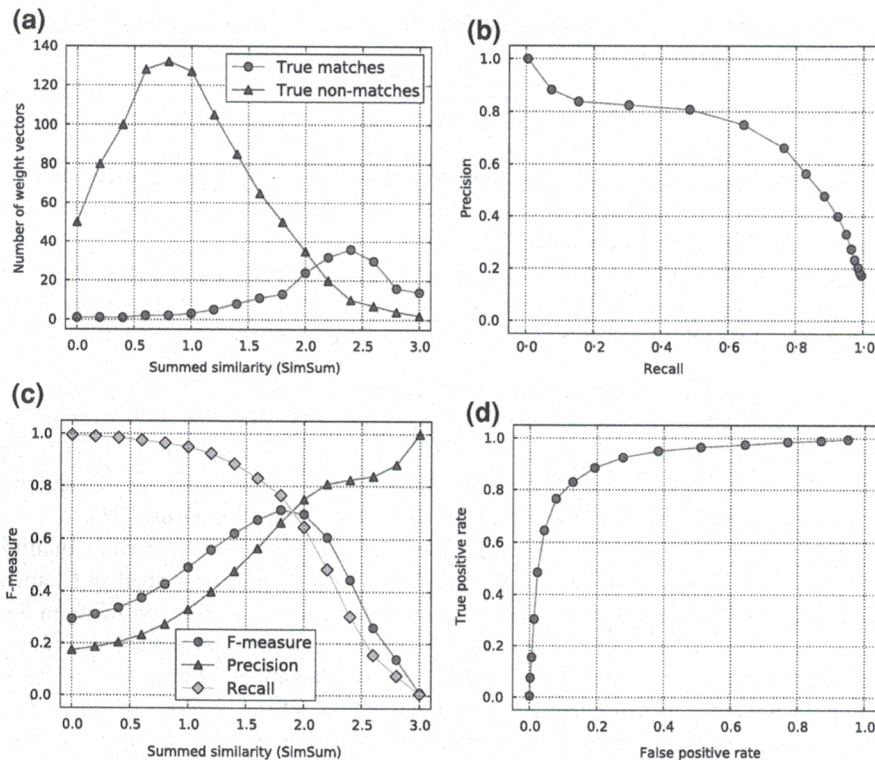 (a)
140
120
100
80
60
40
20
0
Number of weight vectors
True matches
True non-matches
0.0 0.5 1.0 1.5 2.0 2.5 3.0
Summed similarity (SimSum)
(b)
1.0
0.8
0.6
0.4
0.2
0.0
Precision
0·0 0·2 0·4 0·6 0·8 1·0
Recall
(c)
1.0
0.8
0.6
0.4
0.2
0.0
F-measure
F-measure
Precision
Recall
0.0 0.5 1.0 1.5 2.0 2.5 3.0
Summed similarity (SimSum)
(d)
1.0
0.8
0.6
0.4
0.2
0.0
True positive rate
0.0 0.2 0.4 0.6 0.8 1.0
False positive rate